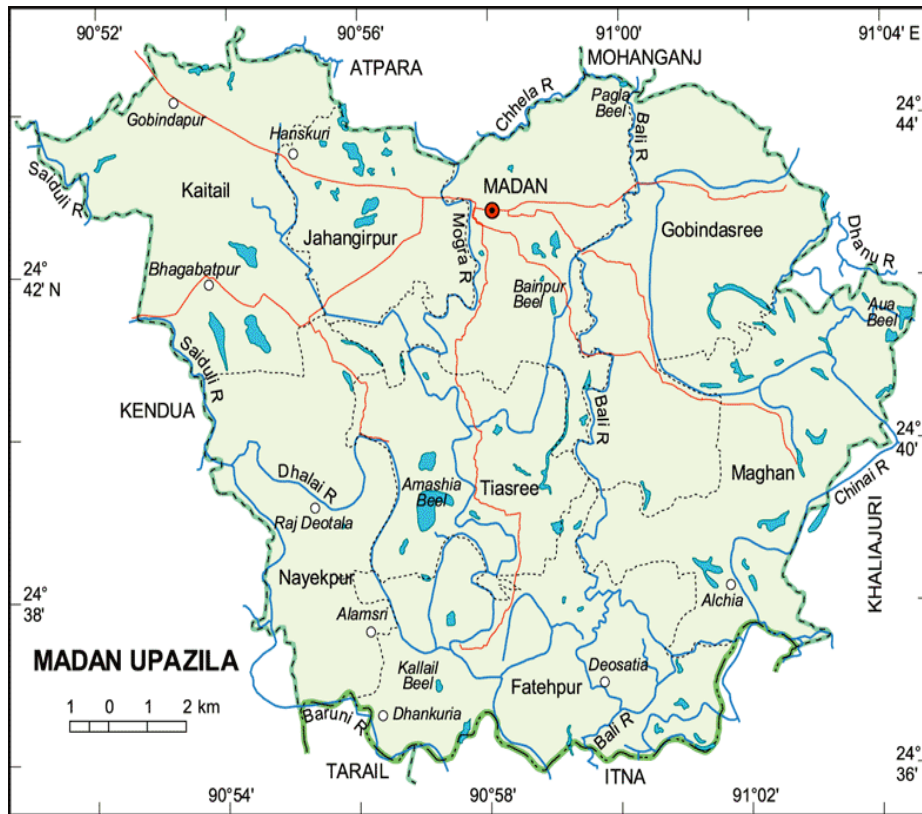 90°52'
90°56'
91°00'
91°04' E
ATPARA
MOHANGANJ
Chhela R
Pagla
Beel
Bali R
24°
44'
Gobindapur
Hanskuri
Saiduli R
Kaitail
MADAN
Jahangirpur
Mogra R
Gobindasree
Dhanu R
24°
42' N
Bhagabatpur
Bainpur
Beel
Aua
Beel
Saiduli R
KENDUA
Bali R
24°
40'
Dhalai R
Amashia
Beel
Tiasree
Maghan
Chinai R
Raj Deotala
KHALIAJURI
Nayekpur
Alchia
24°
38'
Alamsri
MADAN UPAZILA
Kallail
Beel
Deosatia
Fatehpur
1 0 1 2 km
Baruni R
Dhankuria
Bali R
24°
36'
TARAIL
ITNA
90°54'
90°58'
91°00'
91°02'